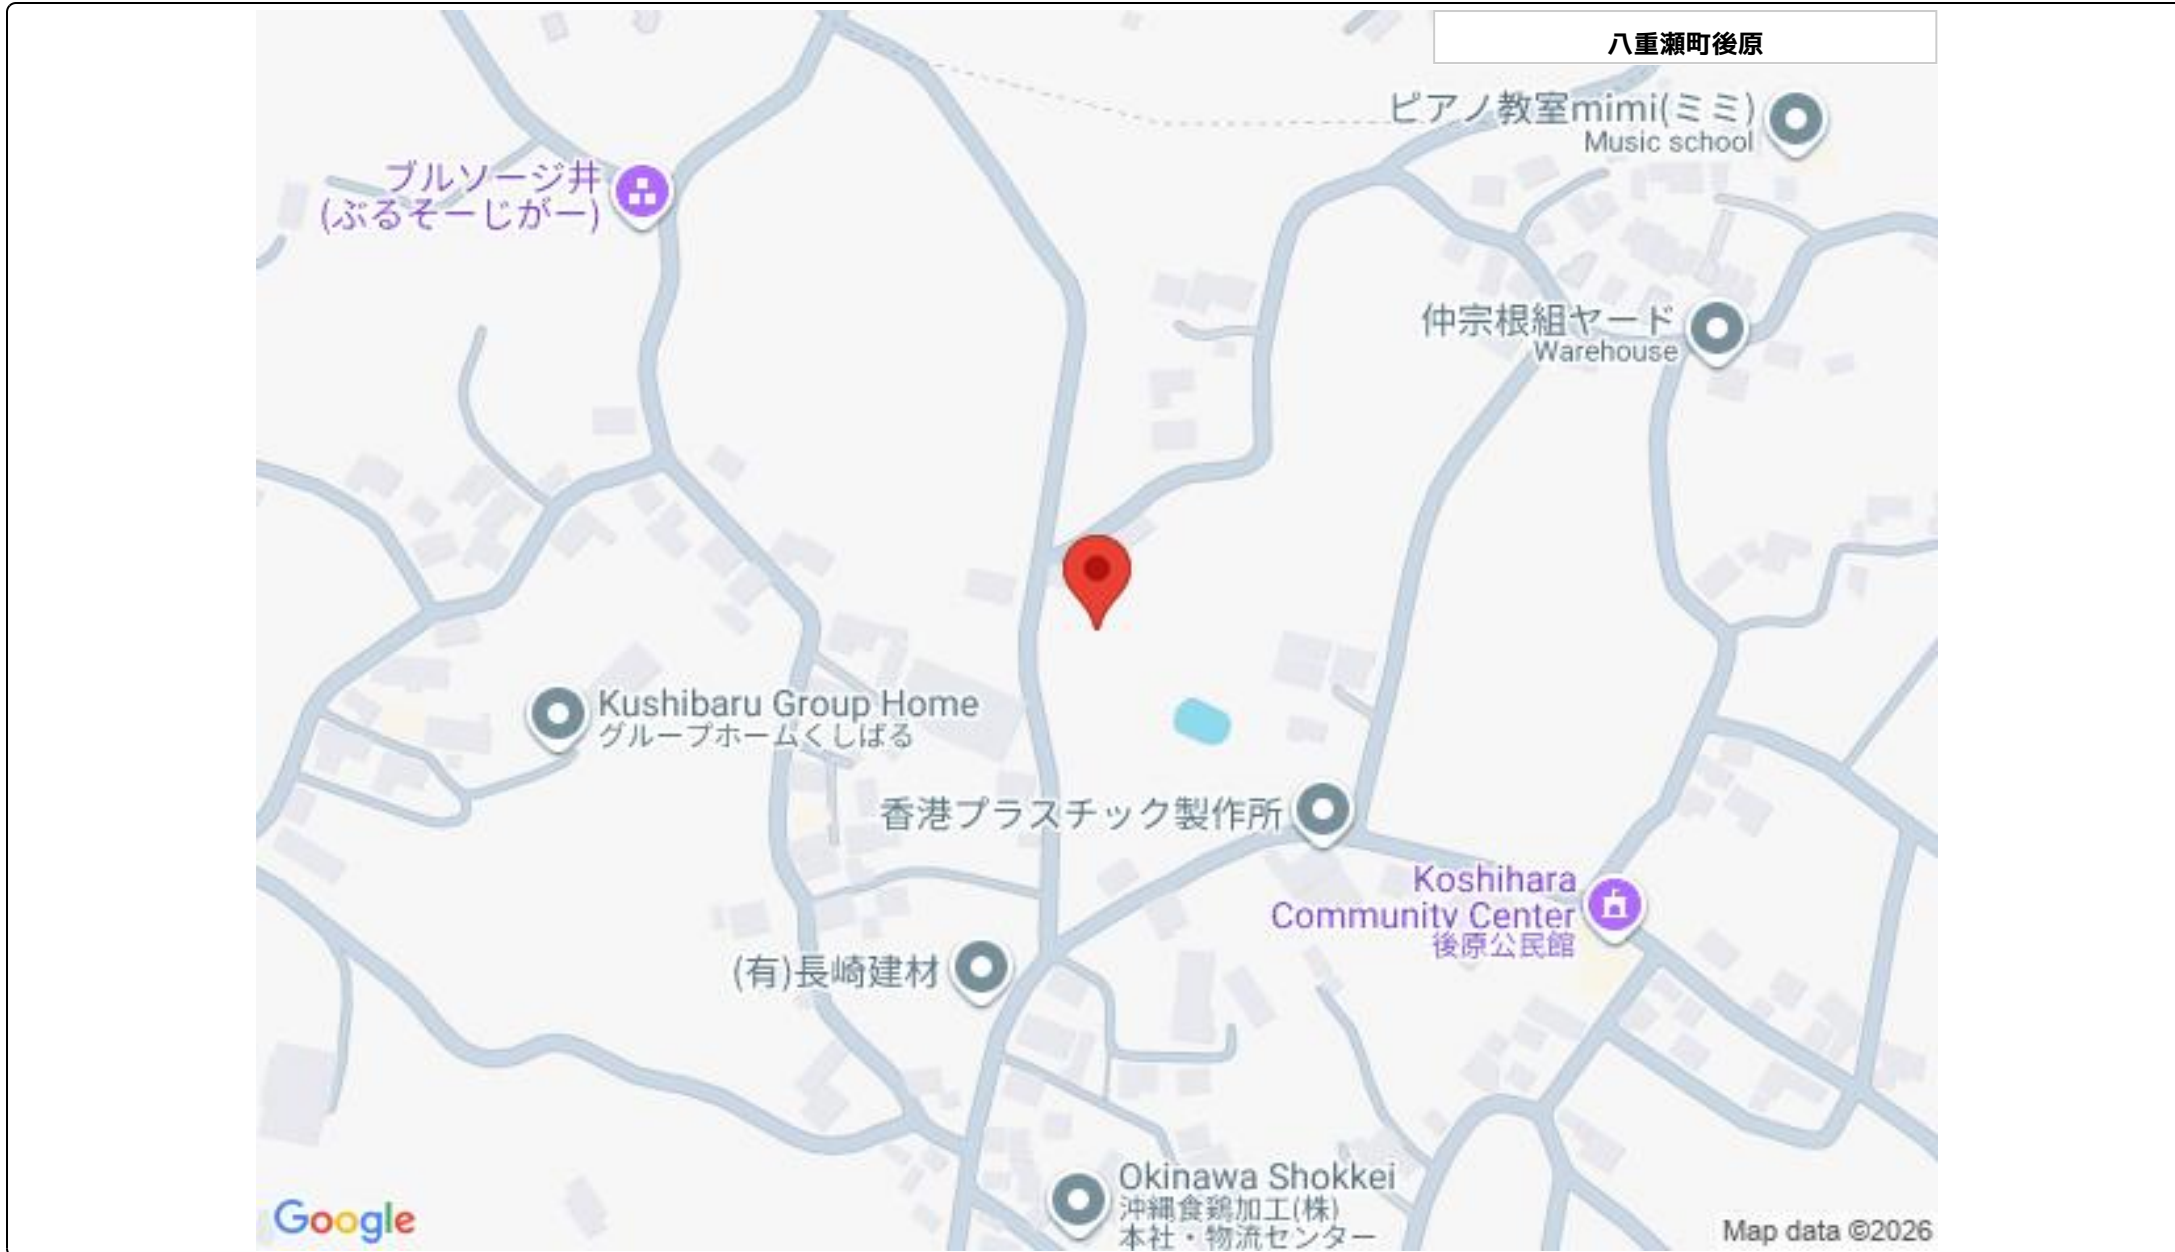 八重瀬町後原
ピアノ教室mimi(ミミ)
Music school
ブルソージ井
(ぶるそーじがー)
仲宗根組ヤード
Warehouse
Kushibaru Group Home
グループホームくしばる
香港プラスチック製作所
Koshihara
Community Center
後原公民館
(有)長崎建材
Okinawa Shokkei
沖縄食鶏加工(株)
本社・物流センター
Google
Map data ©2026